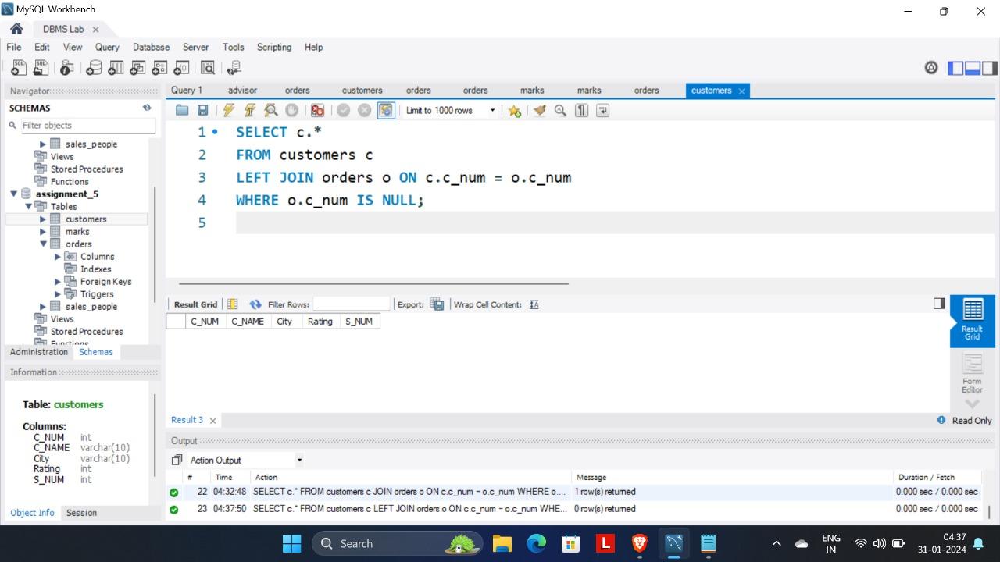 MySQL Workbench
DBMS Lab
File Edit View Query Database Server Tools Scripting Help
Navigator
SCHEMAS
Filter objects
sales_people
Views
Stored Procedures
Functions
assignment_5
Tables
customers
marks
orders
Columns
Indexes
Foreign Keys
Triggers
sales_people
Views
Stored Procedures
Functions
Administration Schemas
Information
Table: customers
Columns:
C_NUM int
C_NAME varchar(10)
City varchar(10)
Rating int
S_NUM int
Object Info Session
Query 1 advisor orders customers orders orders marks marks orders customers
Limit to 1000 rows
1 SELECT c.*
2 FROM customers c
3 LEFT JOIN orders o ON c.c_num = o.c_num
4 WHERE o.c_num IS NULL;
5
Result Grid Filter Rows: Export: Wrap Cell Content:
C_NUM C_NAME City Rating S_NUM
Result Grid
Form Editor
Result 3
Read Only
Output
Action Output
# Time Action Message Duration / Fetch
22 04:32:48 SELECT c.* FROM customers c JOIN orders o ON c.c_num = o.c_num WHERE o.... 1 row(s) returned 0.000 sec / 0.000 sec
23 04:37:50 SELECT c.* FROM customers c LEFT JOIN orders o ON c.c_num = o.c_num WHE... 0 row(s) returned 0.000 sec / 0.000 sec
Search
L
ENG
IN
04:37
31-01-2024